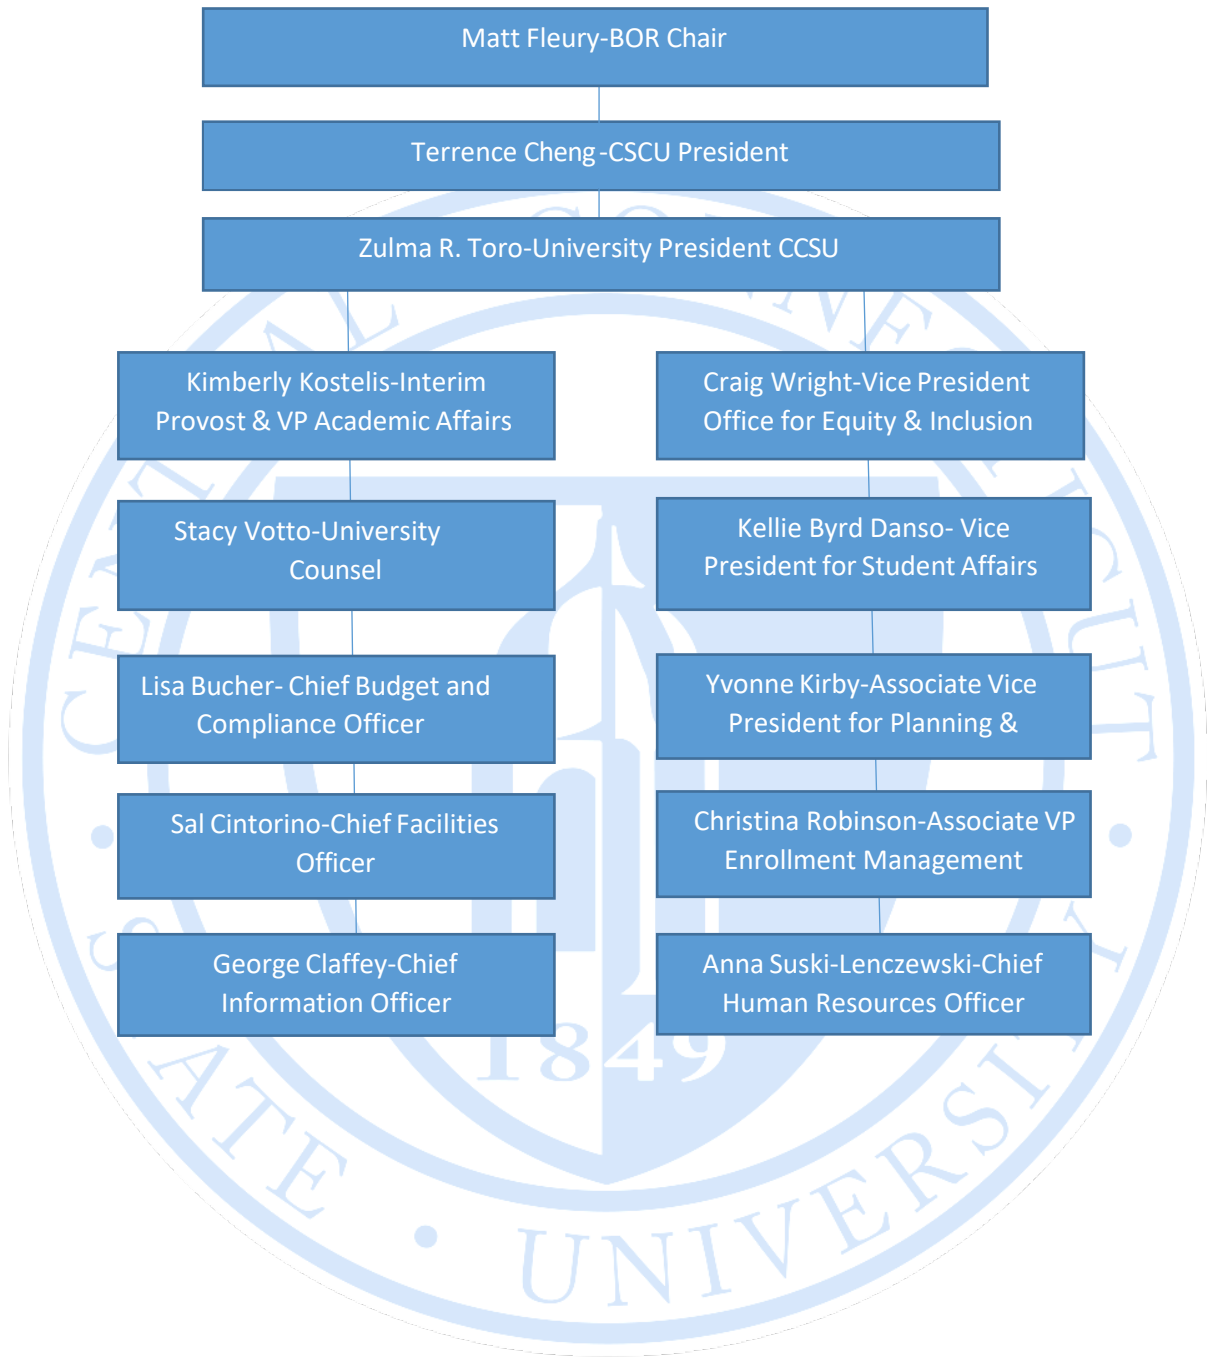 Matt Fleury-BOR Chair
Terrence Cheng-CSCU President
Zulma R. Toro-University President CCSU
Kimberly Kostelis-Interim
Provost & VP Academic Affairs
Craig Wright-Vice President
Office for Equity & Inclusion
Stacy Votto-University
Counsel
Kellie Byrd Danso- Vice
President for Student Affairs
Lisa Bucher- Chief Budget and
Compliance Officer
Yvonne Kirby-Associate Vice
President for Planning &
Sal Cintorino-Chief Facilities
Officer
Christina Robinson-Associate VP
Enrollment Management
George Claffey-Chief
Information Officer
Anna Suski-Lenczewski-Chief
Human Resources Officer
CENTRAL CONNECTICUT
STATE • UNIVERSITY
1849